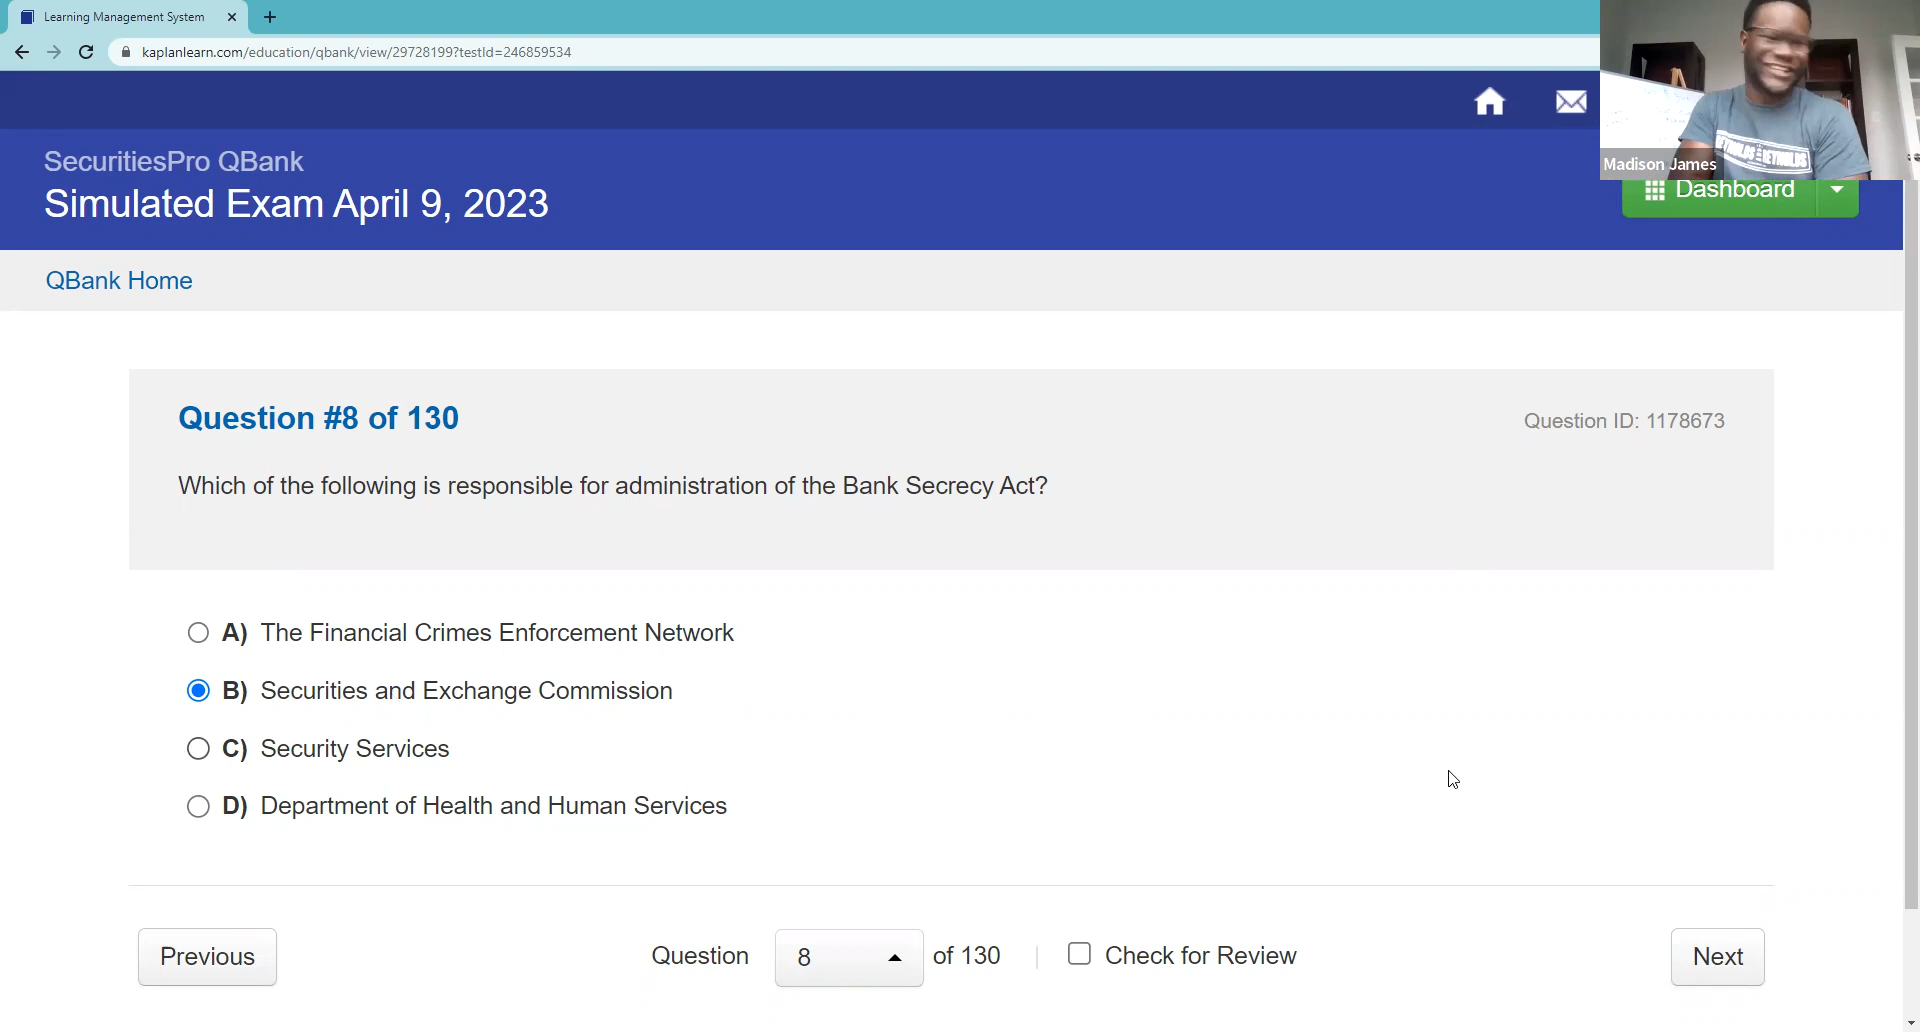 Learning Management System
kaplanlearn.com/education/qbank/view/29728199?testId=246859534
Madison James
SecuritiesPro QBank
Simulated Exam April 9, 2023
Dashboard
QBank Home
Question #8 of 130
Question ID: 1178673
Which of the following is responsible for administration of the Bank Secrecy Act?
A) The Financial Crimes Enforcement Network
B) Securities and Exchange Commission
C) Security Services
D) Department of Health and Human Services
Previous
Question 8 of 130
Check for Review
Next